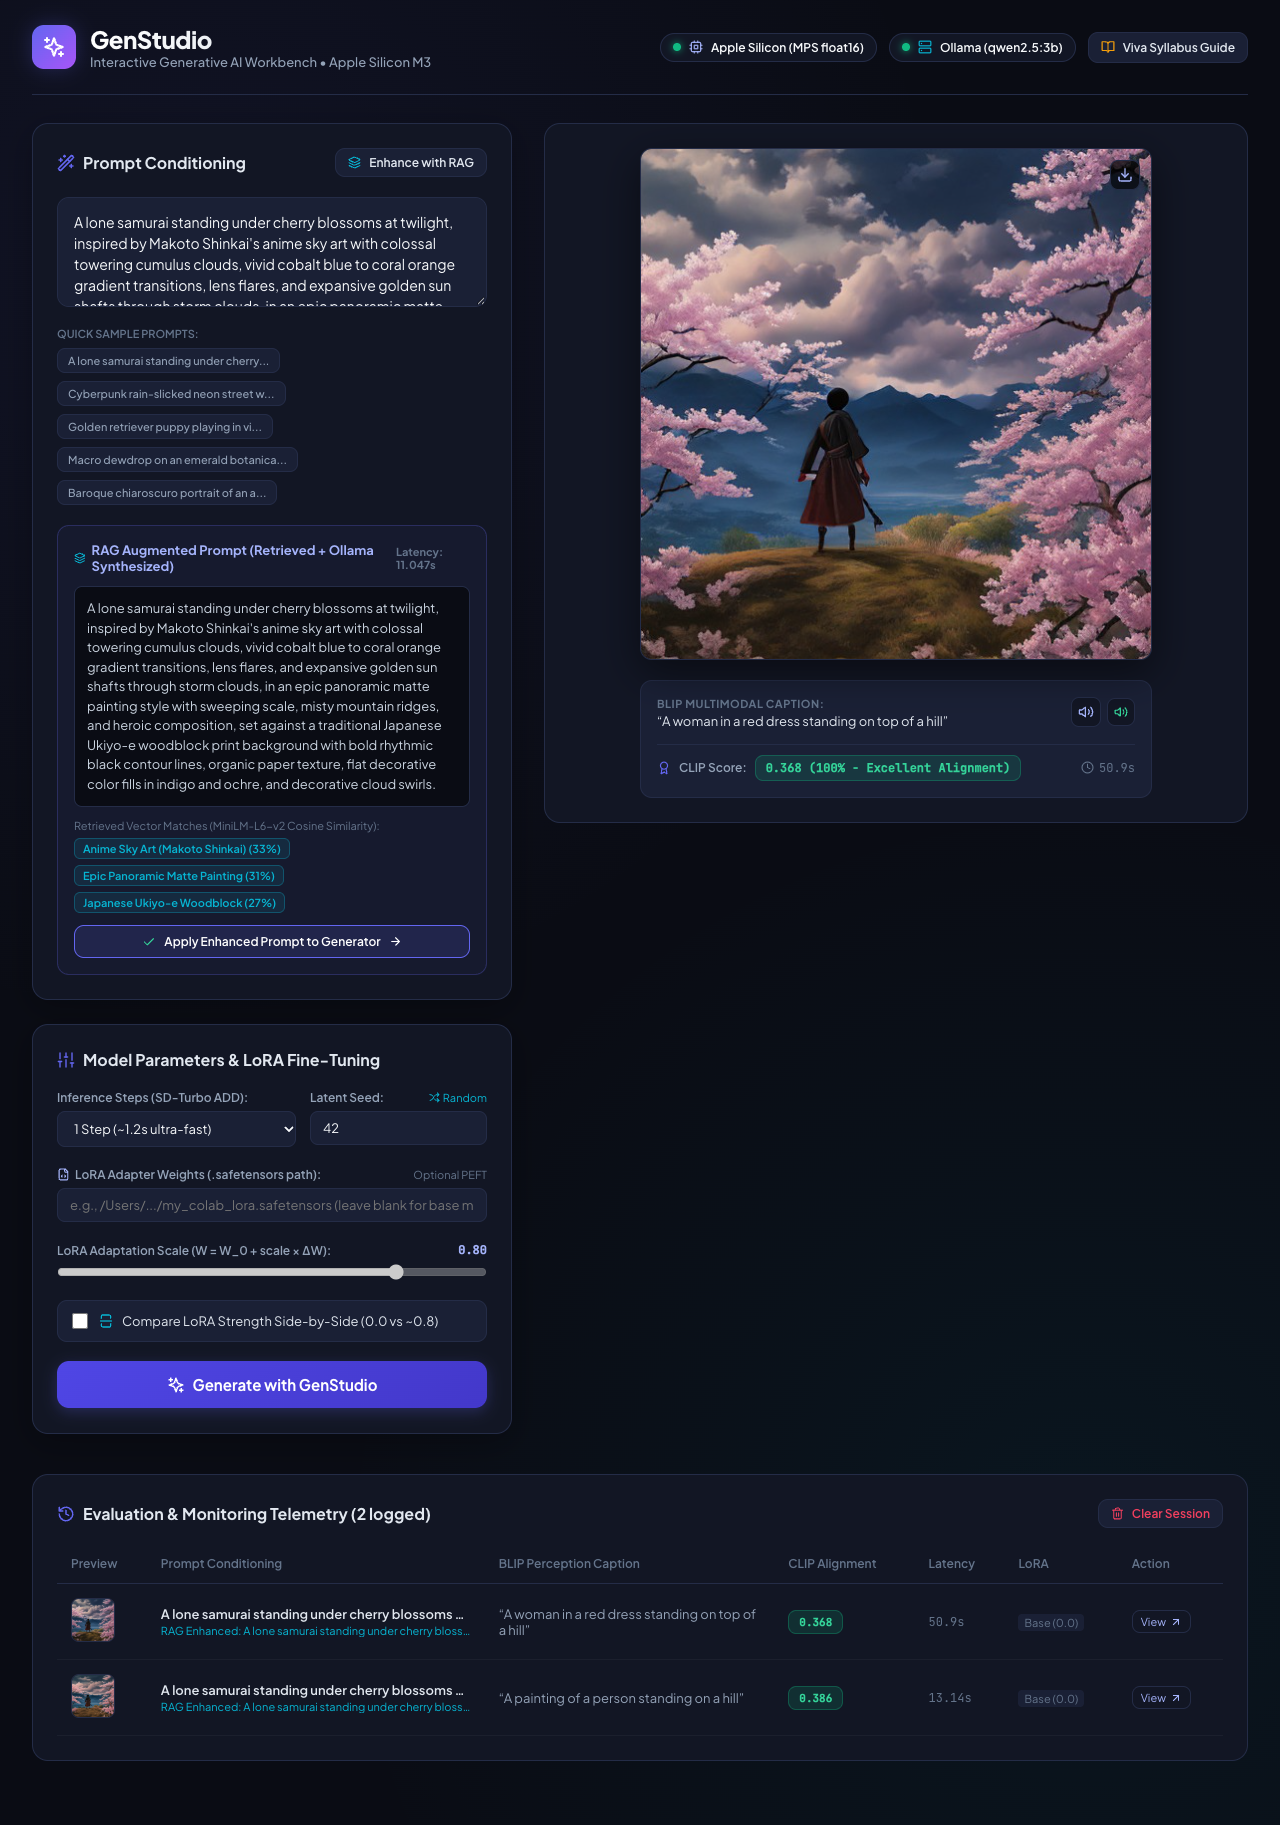 GenStudio
Interactive Generative AI Workbench • Apple Silicon M3
Apple Silicon (MPS float16)
Ollama (qwen2.5:3b)
Viva Syllabus Guide
Prompt Conditioning
Enhance with RAG
A lone samurai standing under cherry blossoms at twilight,
inspired by Makoto Shinkai's anime sky art with colossal
towering cumulus clouds, vivid cobalt blue to coral orange
gradient transitions, lens flares, and expansive golden sun
shafts through storm clouds, in an epic panoramic matte
QUICK SAMPLE PROMPTS:
A lone samurai standing under cherry...
Cyberpunk rain-slicked neon street w...
Golden retriever puppy playing in vi...
Macro dewdrop on an emerald botanica...
Baroque chiaroscuro portrait of an a...
RAG Augmented Prompt (Retrieved + Ollama
Synthesized)
Latency:
11.047s
A lone samurai standing under cherry blossoms at twilight,
inspired by Makoto Shinkai's anime sky art with colossal
towering cumulus clouds, vivid cobalt blue to coral orange
gradient transitions, lens flares, and expansive golden sun
shafts through storm clouds, in an epic panoramic matte
painting style with sweeping scale, misty mountain ridges,
and heroic composition, set against a traditional Japanese
Ukiyo-e woodblock print background with bold rhythmic
black contour lines, organic paper texture, flat decorative
color fills in indigo and ochre, and decorative cloud swirls.
Retrieved Vector Matches (MiniLM-L6-v2 Cosine Similarity):
Anime Sky Art (Makoto Shinkai) (33%)
Epic Panoramic Matte Painting (31%)
Japanese Ukiyo-e Woodblock (27%)
Apply Enhanced Prompt to Generator
BLIP MULTIMODAL CAPTION:
"A woman in a red dress standing on top of a hill"
CLIP Score:
0.368 (100% - Excellent Alignment)
50.9s
Model Parameters & LoRA Fine-Tuning
Inference Steps (SD-Turbo ADD):
Latent Seed:
Random
1 Step (~1.2s ultra-fast)
42
LoRA Adapter Weights (.safetensors path):
Optional PEFT
e.g., /Users/.../my_colab_lora.safetensors (leave blank for base m
LoRA Adaptation Scale (W = W_0 + scale × ΔW):
0.80
Compare LoRA Strength Side-by-Side (0.0 vs ~0.8)
Generate with GenStudio
Evaluation & Monitoring Telemetry (2 logged)
Clear Session
Preview
Prompt Conditioning
BLIP Perception Caption
CLIP Alignment
Latency
LoRA
Action
A lone samurai standing under cherry blossoms ...
RAG Enhanced: A lone samurai standing under cherry bloss...
"A woman in a red dress standing on top of
a hill"
0.368
50.9s
Base (0.0)
View
A lone samurai standing under cherry blossoms ...
RAG Enhanced: A lone samurai standing under cherry bloss...
"A painting of a person standing on a hill"
0.386
13.14s
Base (0.0)
View